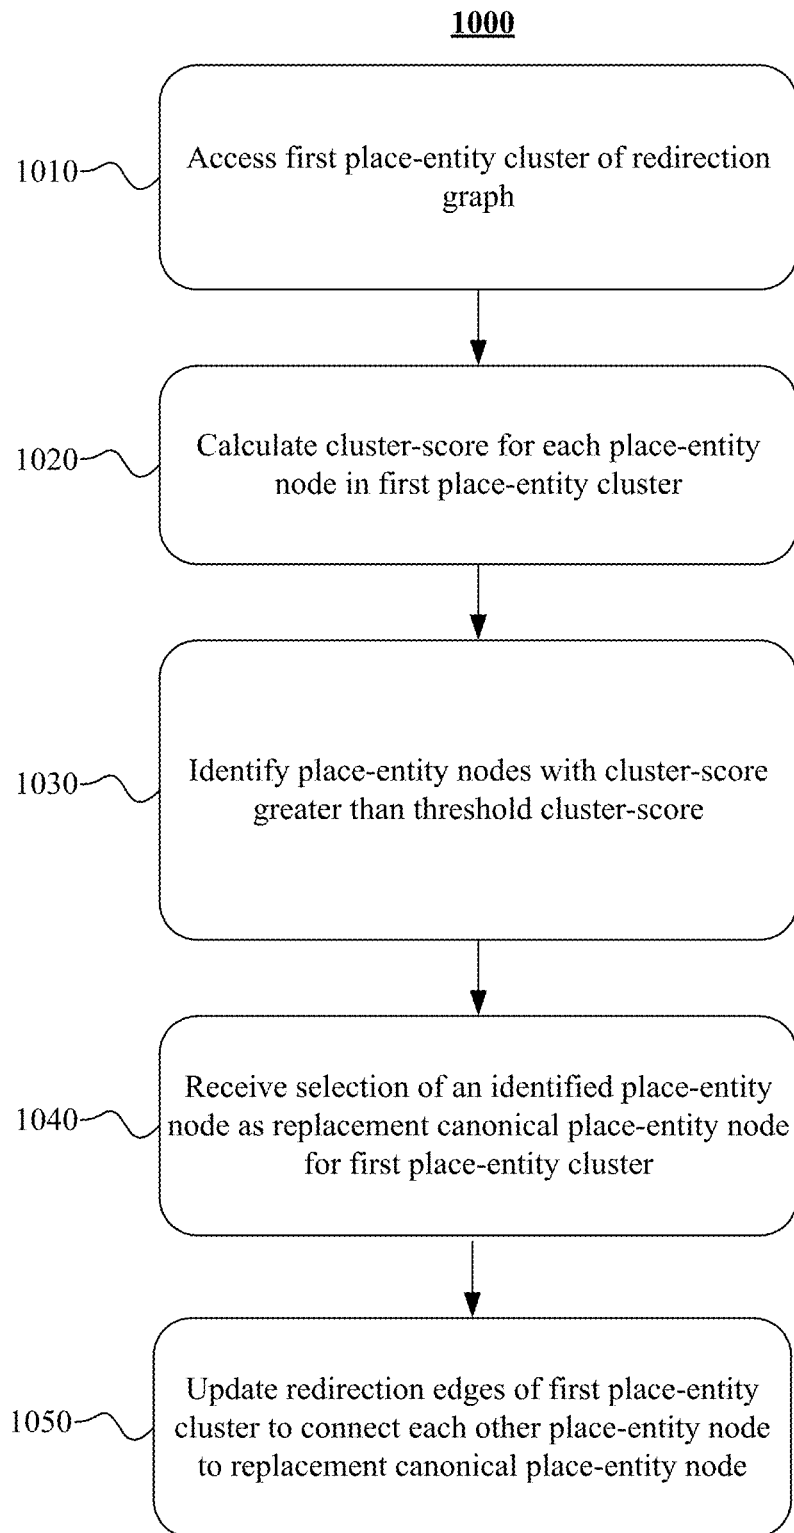 1000
1010
Access first place-entity cluster of redirection
graph
1020
Calculate cluster-score for each place-entity
node in first place-entity cluster
1030
Identify place-entity nodes with cluster-score
greater than threshold cluster-score
1040
Receive selection of an identified place-entity
node as replacement canonical place-entity node
for first place-entity cluster
1050
Update redirection edges of first place-entity
cluster to connect each other place-entity node
to replacement canonical place-entity node